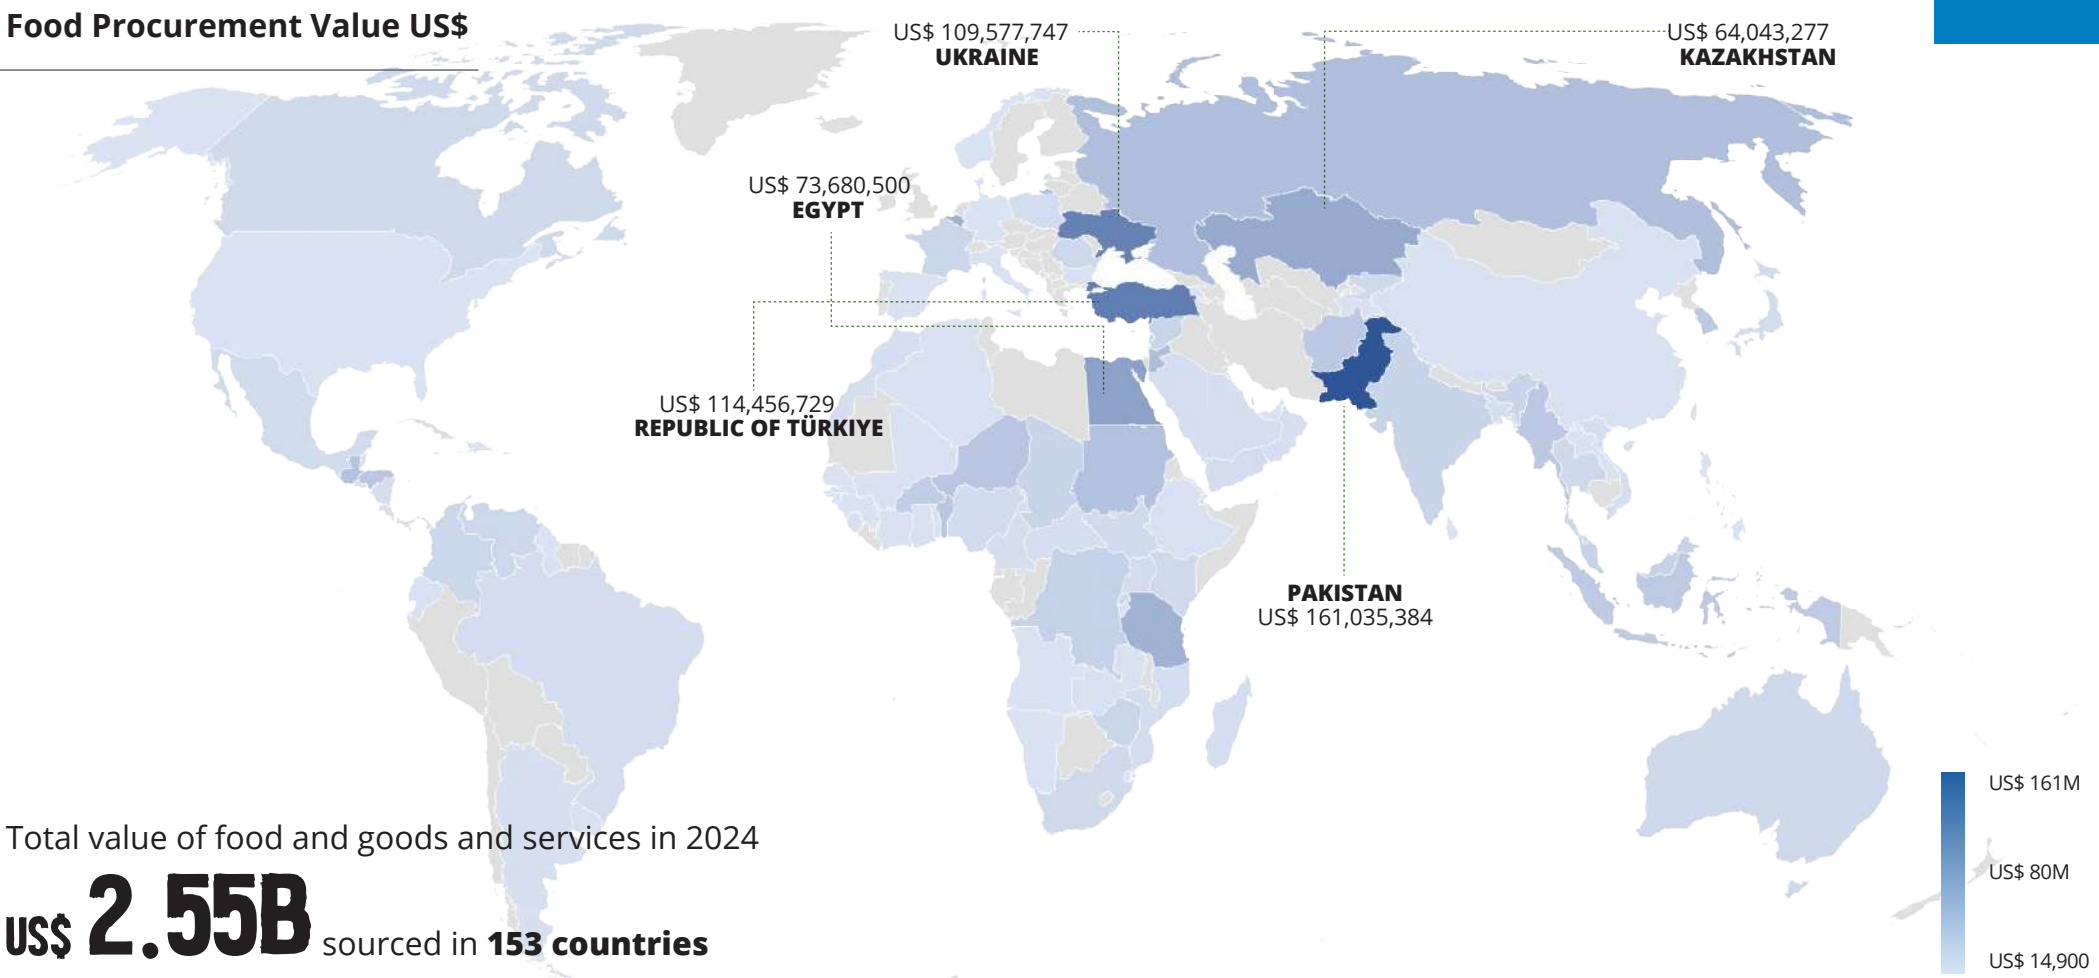 Food Procurement Value US$
US$ 109,577,747
UKRAINE
US$ 64,043,277
KAZAKHSTAN
US$ 73,680,500
EGYPT
US$ 114,456,729
REPUBLIC OF TÜRKIYE
PAKISTAN
US$ 161,035,384
Total value of food and goods and services in 2024
US$ 2.55B sourced in 153 countries
US$ 161M
US$ 80M
US$ 14,900